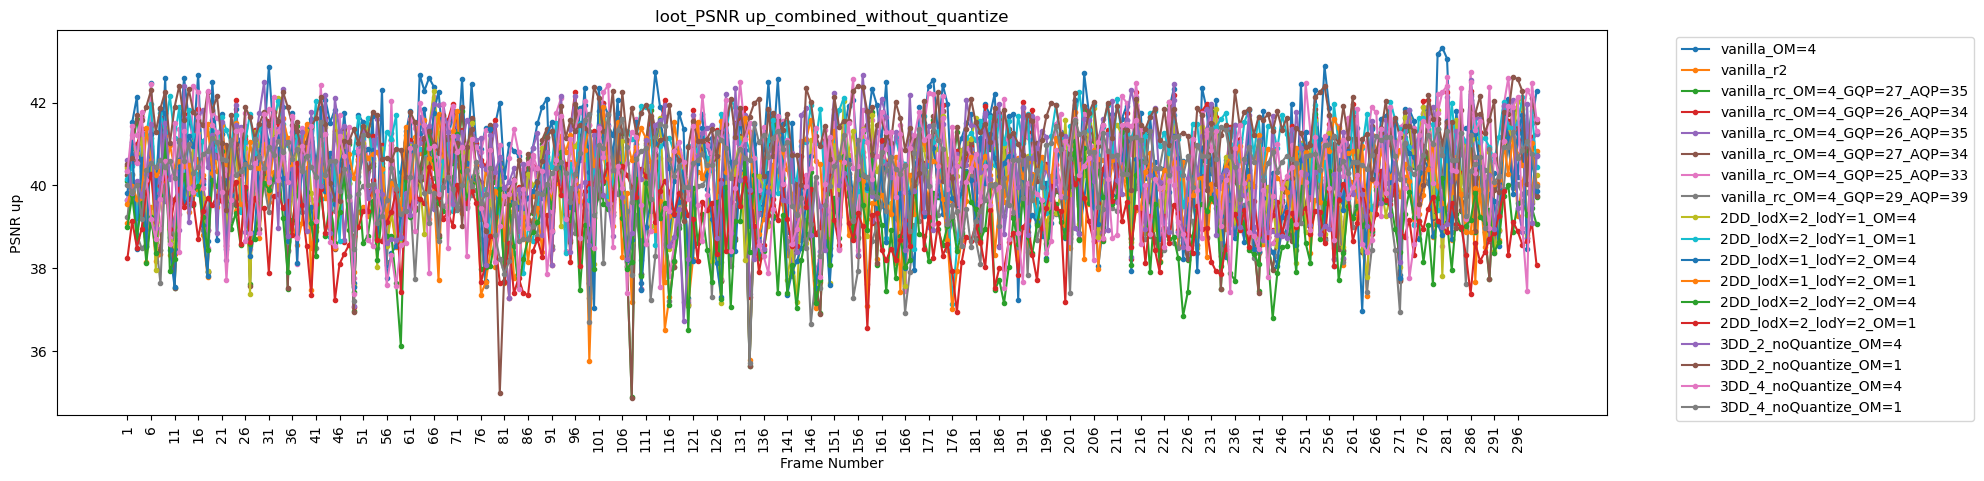 loot_PSNR up_combined_without_quantize
PSNR up
42
40
38
36
1 6 11 16 21 26 31 36 41 46 51 56 61 66 71 76 81 86 91 96 101 106 111 116 121 126 131 136 141 146 151 156 161 166 171 176 181 186 191 196 201 206 211 216 221 226 231 236 241 246 251 256 261 266 271 276 281 286 291 296
Frame Number
vanilla_OM=4
vanilla_r2
vanilla_rc_OM=4_GQP=27_AQP=35
vanilla_rc_OM=4_GQP=26_AQP=34
vanilla_rc_OM=4_GQP=26_AQP=35
vanilla_rc_OM=4_GQP=27_AQP=34
vanilla_rc_OM=4_GQP=25_AQP=33
vanilla_rc_OM=4_GQP=29_AQP=39
2DD_lodX=2_lodY=1_OM=4
2DD_lodX=2_lodY=1_OM=1
2DD_lodX=1_lodY=2_OM=4
2DD_lodX=1_lodY=2_OM=1
2DD_lodX=2_lodY=2_OM=4
2DD_lodX=2_lodY=2_OM=1
3DD_2_noQuantize_OM=4
3DD_2_noQuantize_OM=1
3DD_4_noQuantize_OM=4
3DD_4_noQuantize_OM=1